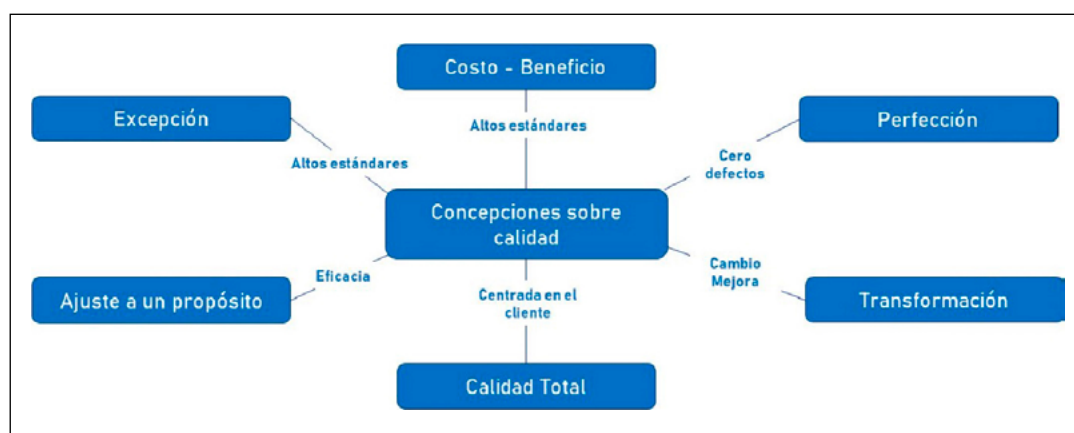 Costo - Beneficio
Excepción
Altos estándares
Perfección
Altos estándares
Cero
defectos
Concepciones sobre
calidad
Ajuste a un propósito
Eficacia
Cambio
Mejora
Transformación
Centrada en el
cliente
Calidad Total